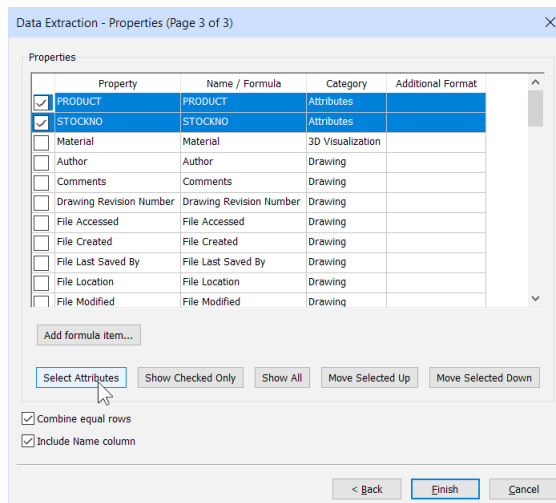 Data Extraction - Properties (Page 3 of 3)
Properties
Property Name / Formula Category Additional Format
PRODUCT PRODUCT Attributes
STOCKNO STOCKNO Attributes
Material Material 3D Visualization
Author Author Drawing
Comments Comments Drawing
Drawing Revision Number Drawing Revision Number Drawing
File Accessed File Accessed Drawing
File Created File Created Drawing
File Last Saved By File Last Saved By Drawing
File Location File Location Drawing
File Modified File Modified Drawing
Add formula item...
Select Attributes Show Checked Only Show All Move Selected Up Move Selected Down
Combine equal rows
Include Name column
< Back Finish Cancel